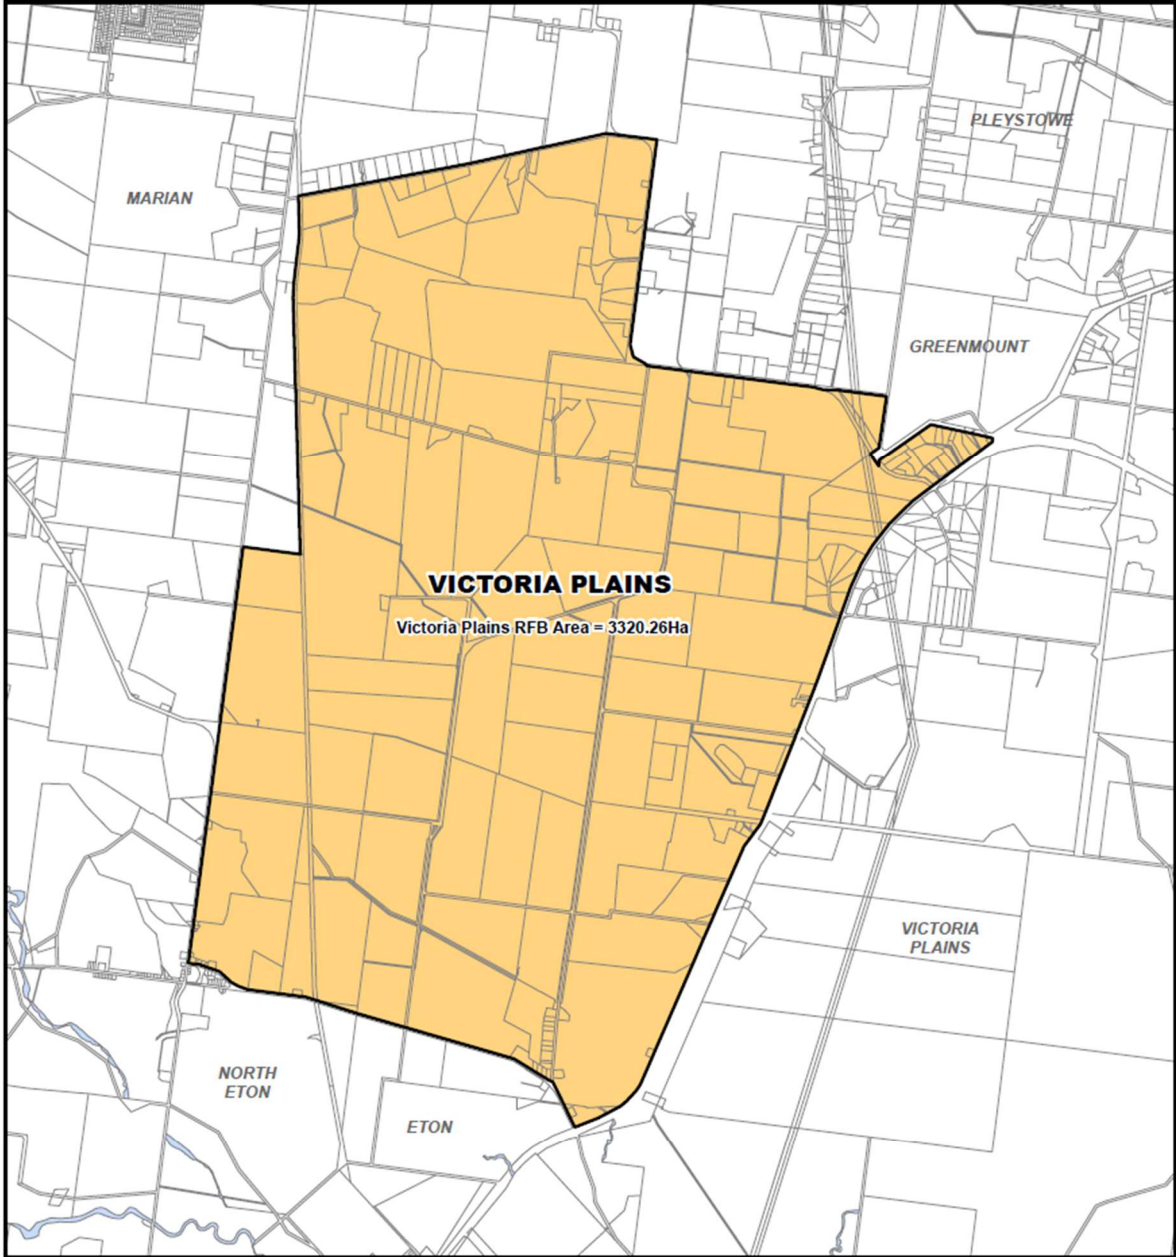 PLEYSTOWE
MARIAN
GREENMOUNT
VICTORIA PLAINS
Victoria Plains RFB Area = 3320.26Ha
VICTORIA
PLAINS
NORTH
ETON
ETON